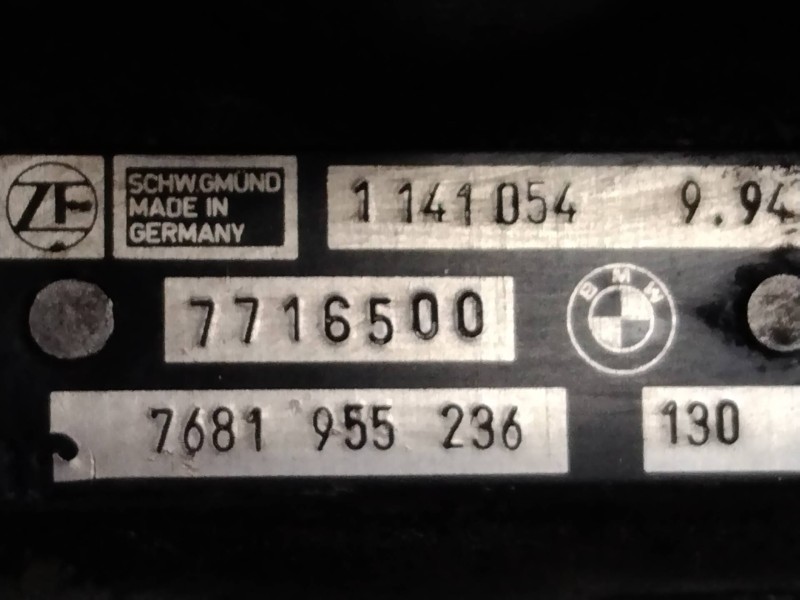 ZF
SCHW.GMÜND
MADE IN
GERMANY
1 141 054 9.94
7716500
BMW
7681 955 236
130